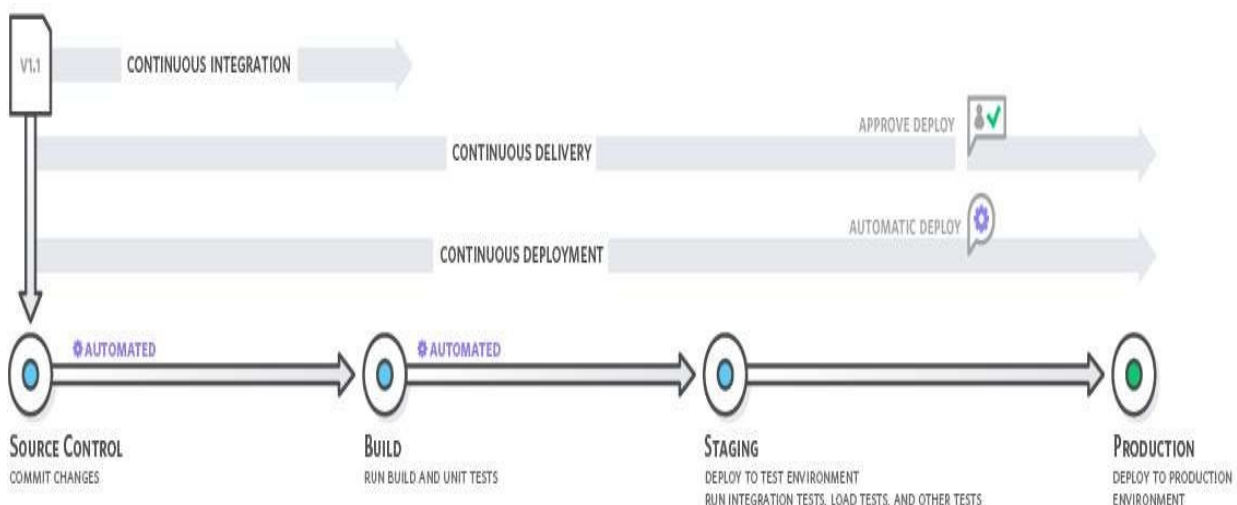 V1.1
CONTINUOUS INTEGRATION
APPROVE DEPLOY
CONTINUOUS DELIVERY
AUTOMATIC DEPLOY
CONTINUOUS DEPLOYMENT
AUTOMATED
AUTOMATED
SOURCE CONTROL
COMMIT CHANGES
BUILD
RUN BUILD AND UNIT TESTS
STAGING
DEPLOY TO TEST ENVIRONMENT
RUN INTEGRATION TESTS, LOAD TESTS, AND OTHER TESTS
PRODUCTION
DEPLOY TO PRODUCTION
ENVIRONMENT